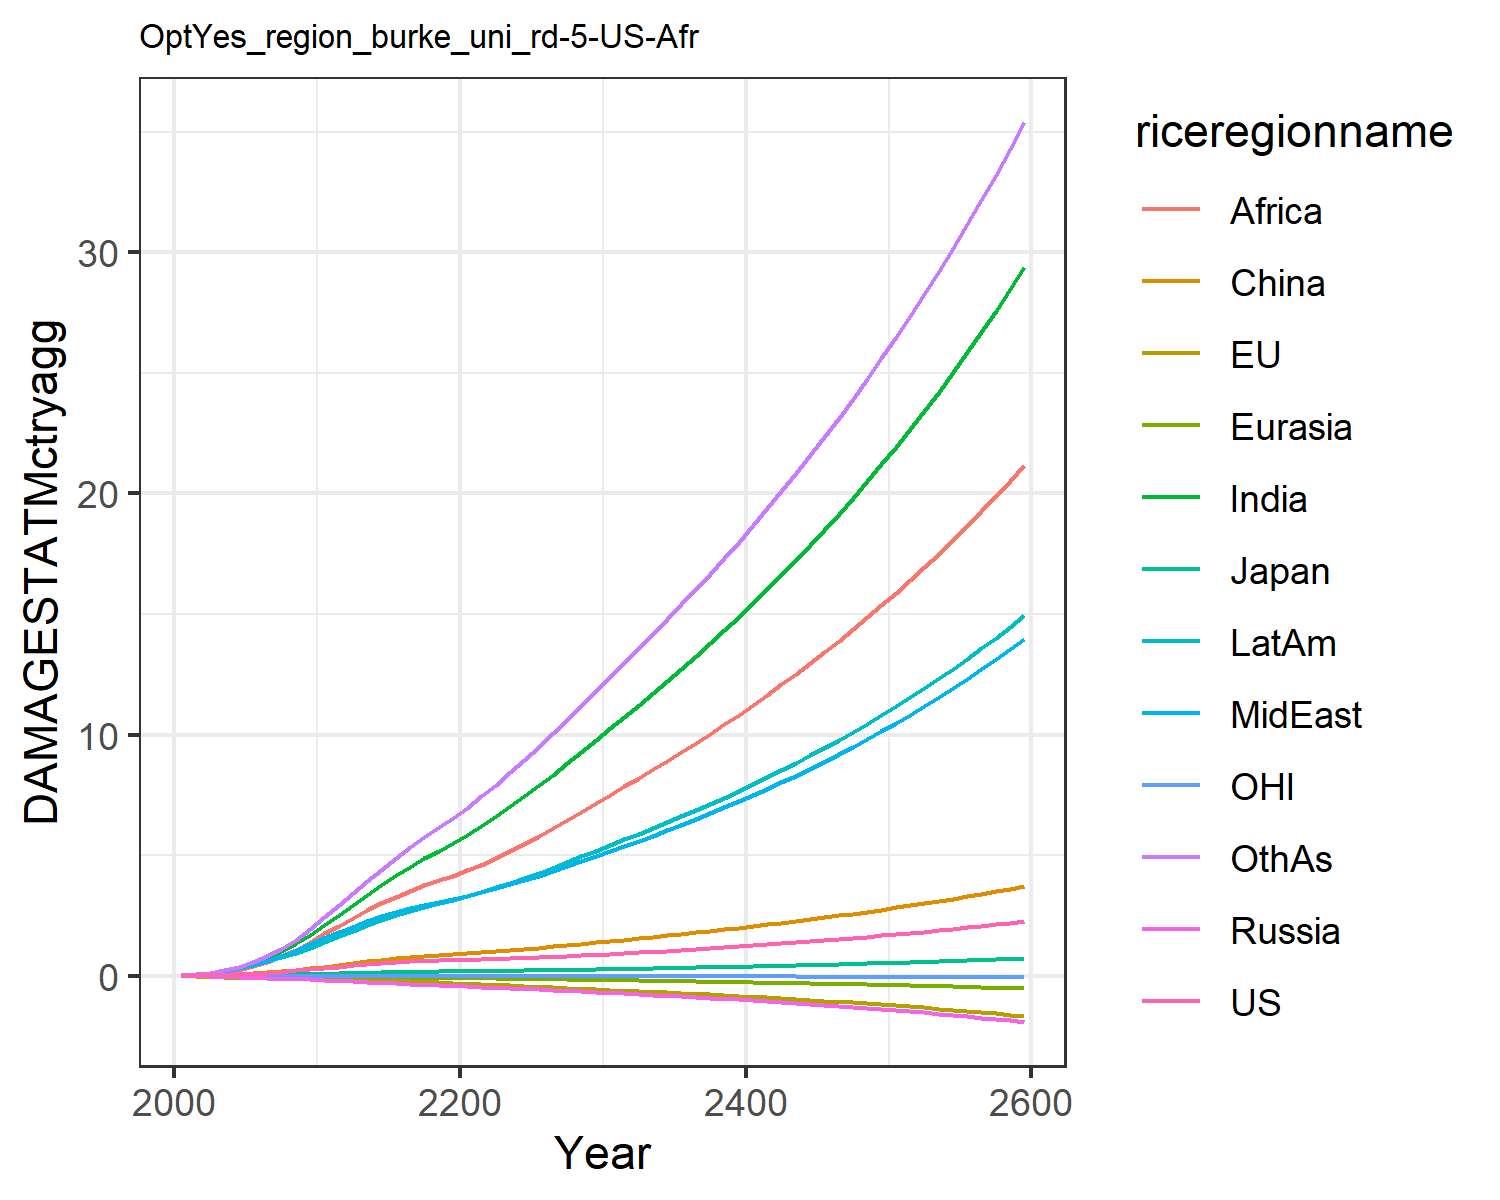 OptYes_region_burke_uni_rd-5-US-Afr
DAMAGESTATMctryagg
30
20
10
0
2000
2200
2400
2600
Year
riceregionname
Africa
China
EU
Eurasia
India
Japan
LatAm
MidEast
OHI
OthAs
Russia
US